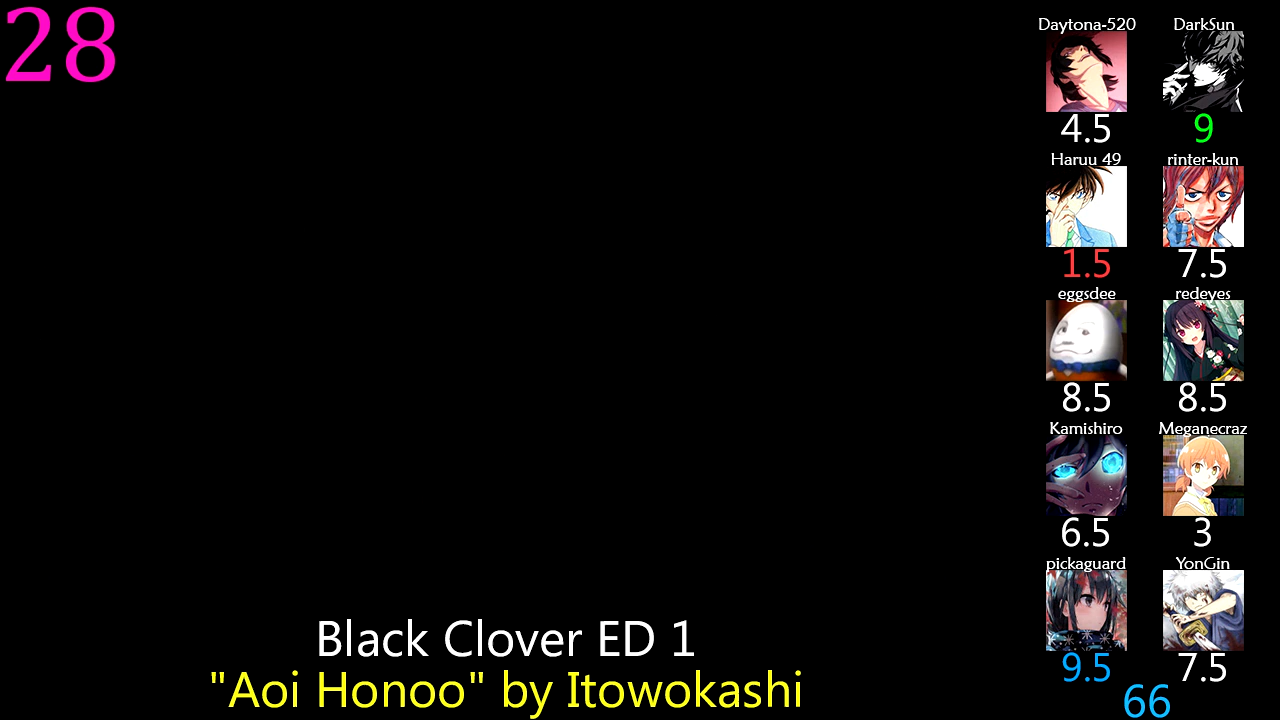 28
Daytona-520 DarkSun
4.5 9
Haruu 49 rinter-kun
1.5 7.5
eggsdee redeyes
8.5 8.5
Kamishiro Meganecraz
6.5 3
pickaguard YonGin
9.5 7.5
66
Black Clover ED 1
"Aoi Honoo" by Itowokashi